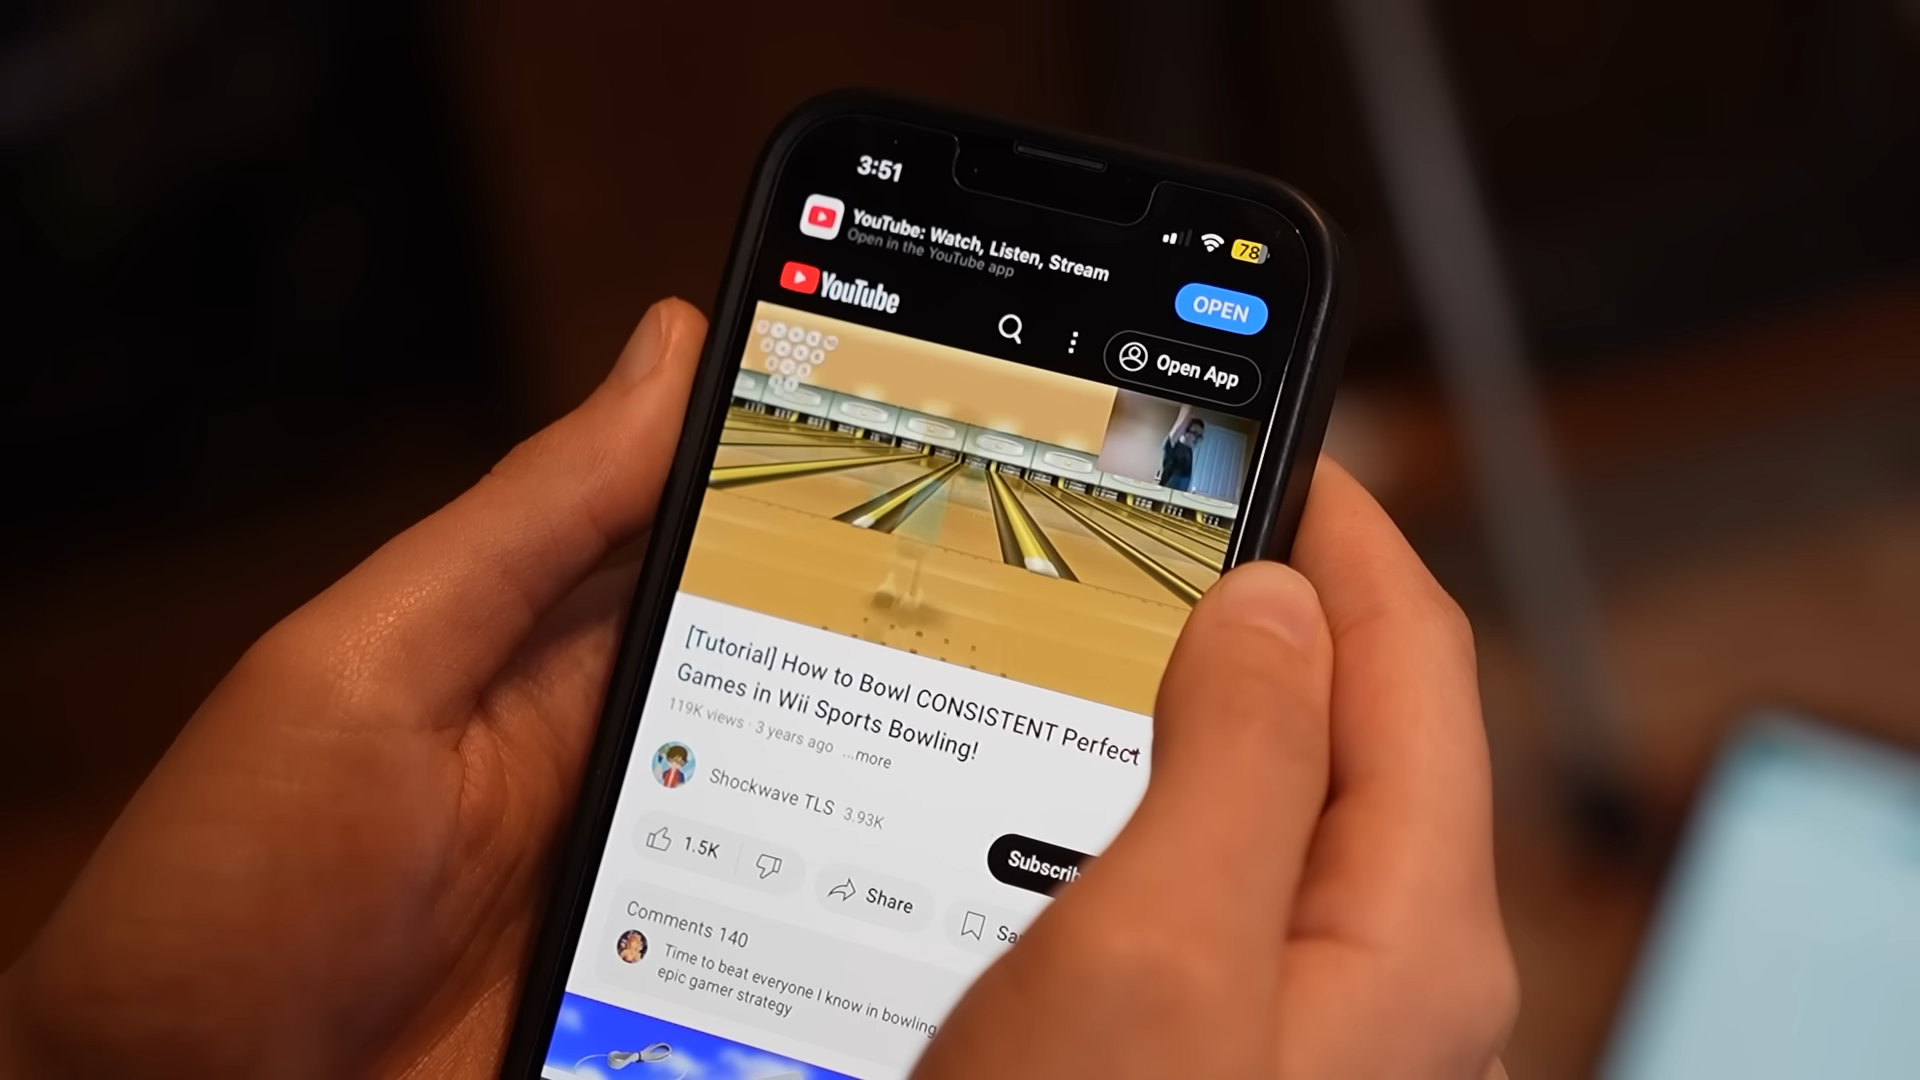 3:51
78
YouTube: Watch, Listen, Stream
Open in the YouTube app
OPEN
YouTube
Open App
[Tutorial] How to Bowl CONSISTENT Perfect
Games in Wii Sports Bowling!
119K views · 3 years ago ...more
Shockwave TLS 3.93K
Subscrib
1.5K
Share
Sa
Comments 140
Time to beat everyone I know in bowling
epic gamer strategy